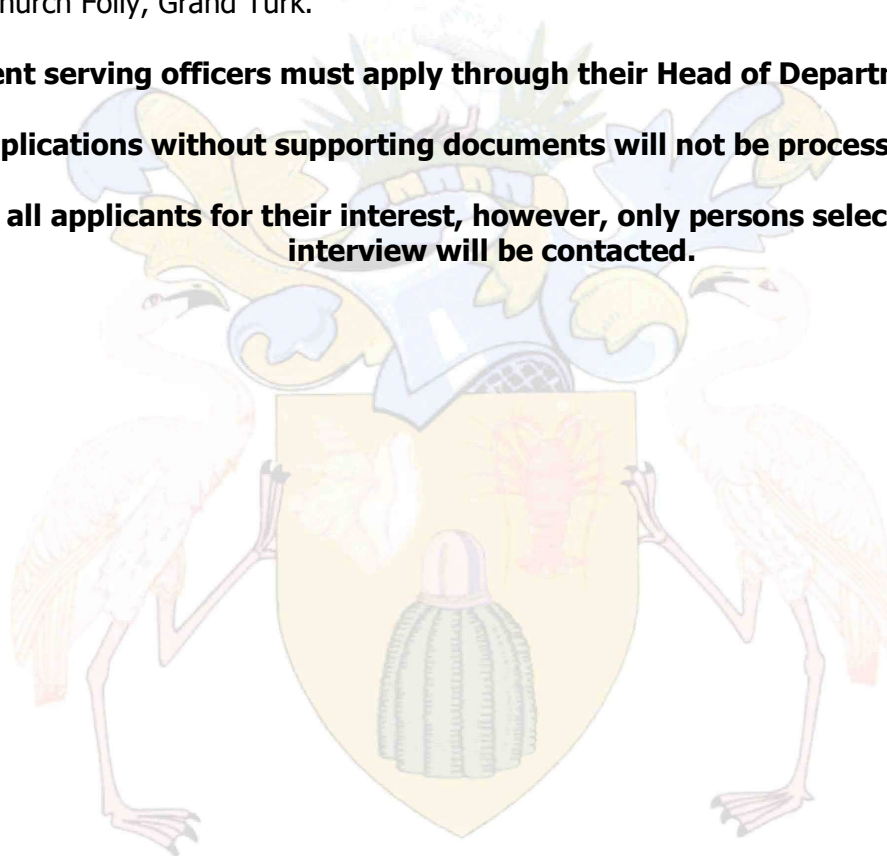 hurch Folly, Grand Turk.
ent serving officers must apply through their Head of Departm
plications without supporting documents will not be process
all applicants for their interest, however, only persons selec
interview will be contacted.